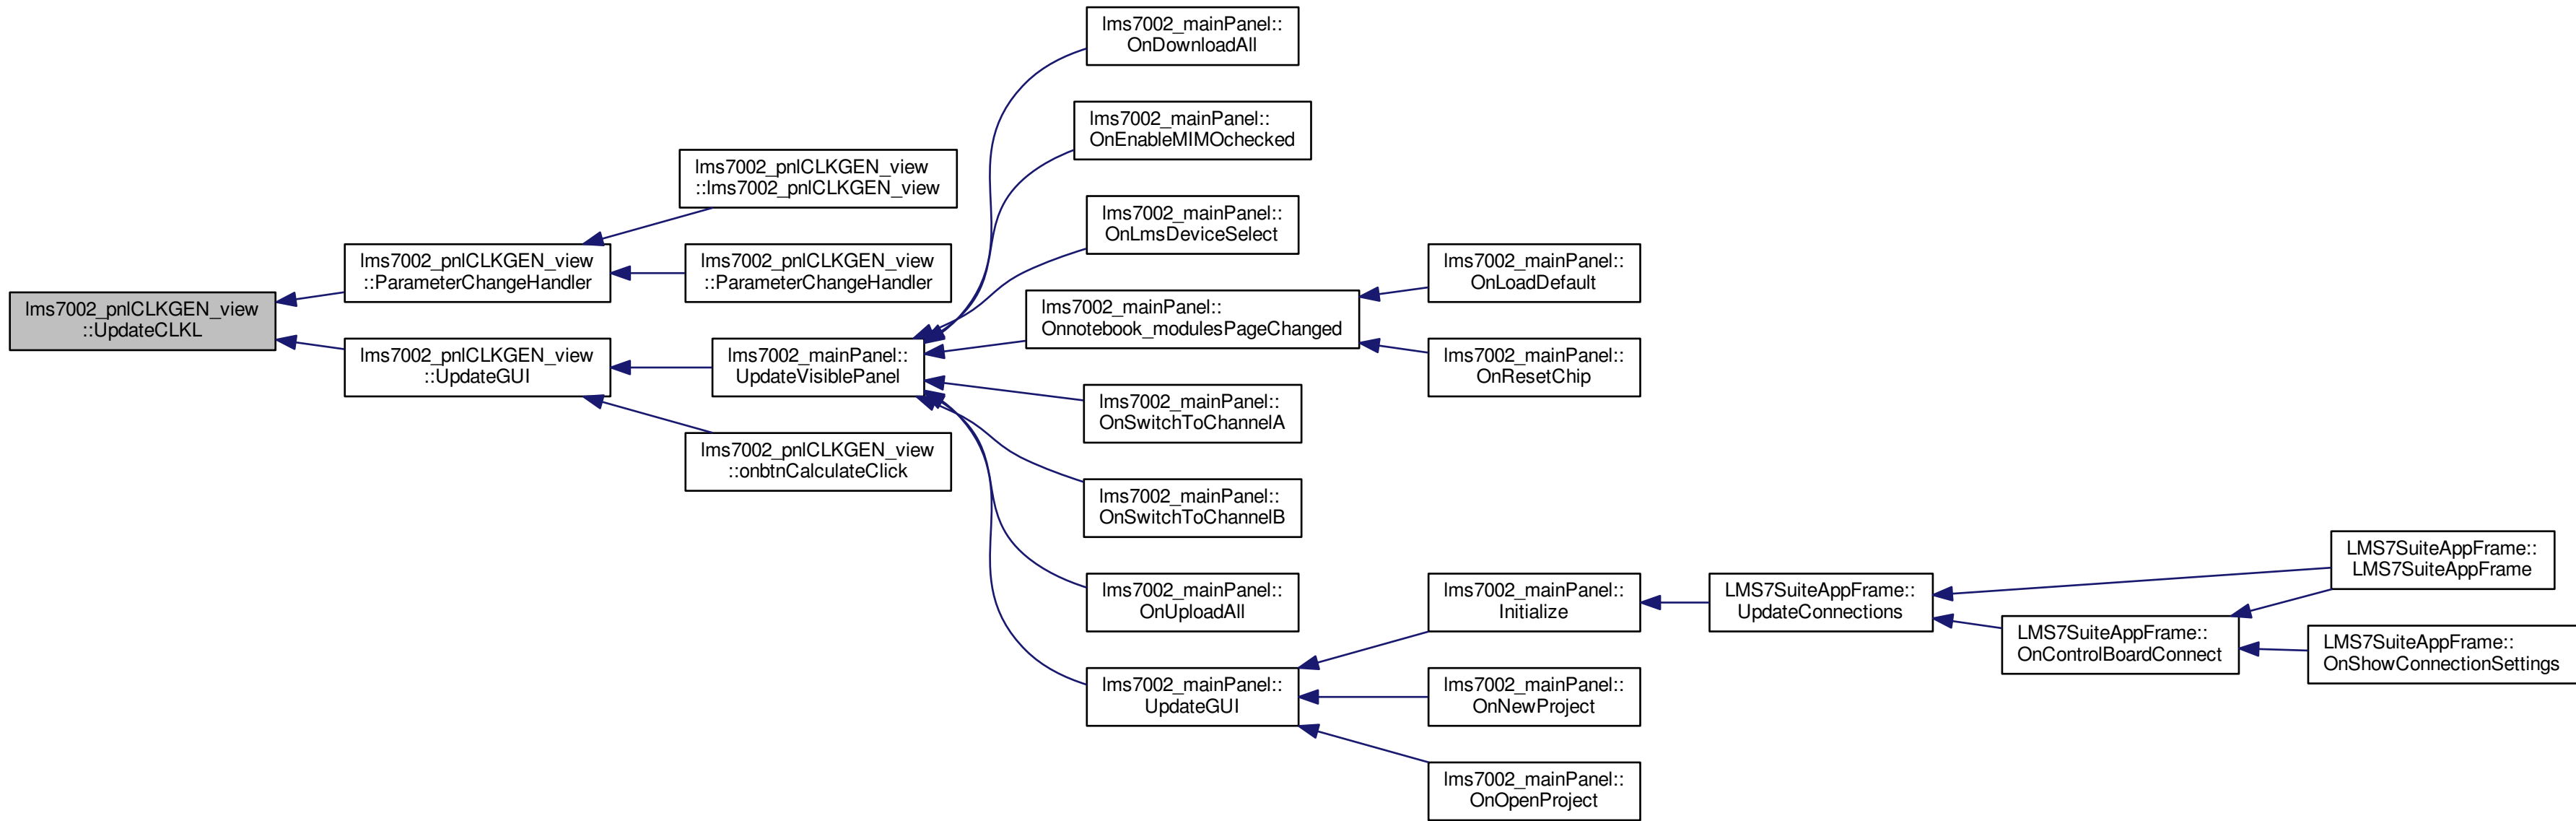 lms7002_pnlCLKGEN_view
::UpdateCLKL
lms7002_pnlCLKGEN_view
::ParameterChangeHandler
lms7002_pnlCLKGEN_view
::UpdateGUI
lms7002_pnlCLKGEN_view
::lms7002_pnlCLKGEN_view
lms7002_pnlCLKGEN_view
::ParameterChangeHandler
lms7002_mainPanel::
UpdateVisiblePanel
lms7002_pnlCLKGEN_view
::onbtnCalculateClick
lms7002_mainPanel::
OnDownloadAll
lms7002_mainPanel::
OnEnableMIMOchecked
lms7002_mainPanel::
OnLmsDeviceSelect
lms7002_mainPanel::
Onnotebook_modulesPageChanged
lms7002_mainPanel::
OnSwitchToChannelA
lms7002_mainPanel::
OnSwitchToChannelB
lms7002_mainPanel::
OnUploadAll
lms7002_mainPanel::
UpdateGUI
lms7002_mainPanel::
OnLoadDefault
lms7002_mainPanel::
OnResetChip
lms7002_mainPanel::
Initialize
lms7002_mainPanel::
OnNewProject
lms7002_mainPanel::
OnOpenProject
LMS7SuiteAppFrame::
UpdateConnections
LMS7SuiteAppFrame::
OnControlBoardConnect
LMS7SuiteAppFrame::
LMS7SuiteAppFrame
LMS7SuiteAppFrame::
OnShowConnectionSettings